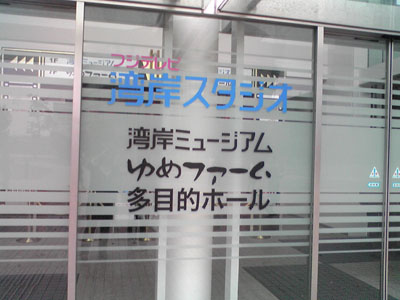 フジテレビ
湾岸スタジオ
湾岸ミュージアム
ゆめファーム
多目的ホール